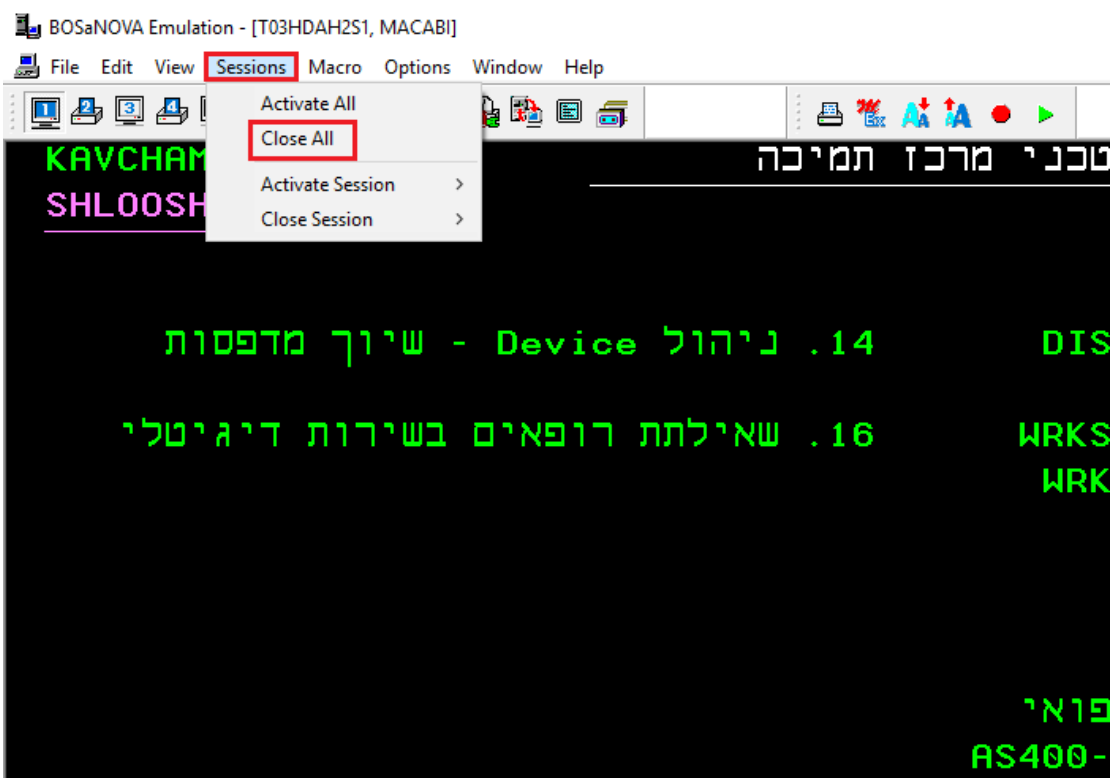 BOSaNOVA Emulation - [T03HDAH2S1, MACABI]
File Edit View Sessions Macro Options Window Help
Activate All
Close All
Activate Session
Close Session
KAVCHAM
טכני מרכז תמיכה
SHLOOSH
14. ניהול Device - שיוך מדפסות
DIS
16. שאילתת רופאים בשירות דיגיטלי
WRKS
WRK
פואי
AS400-